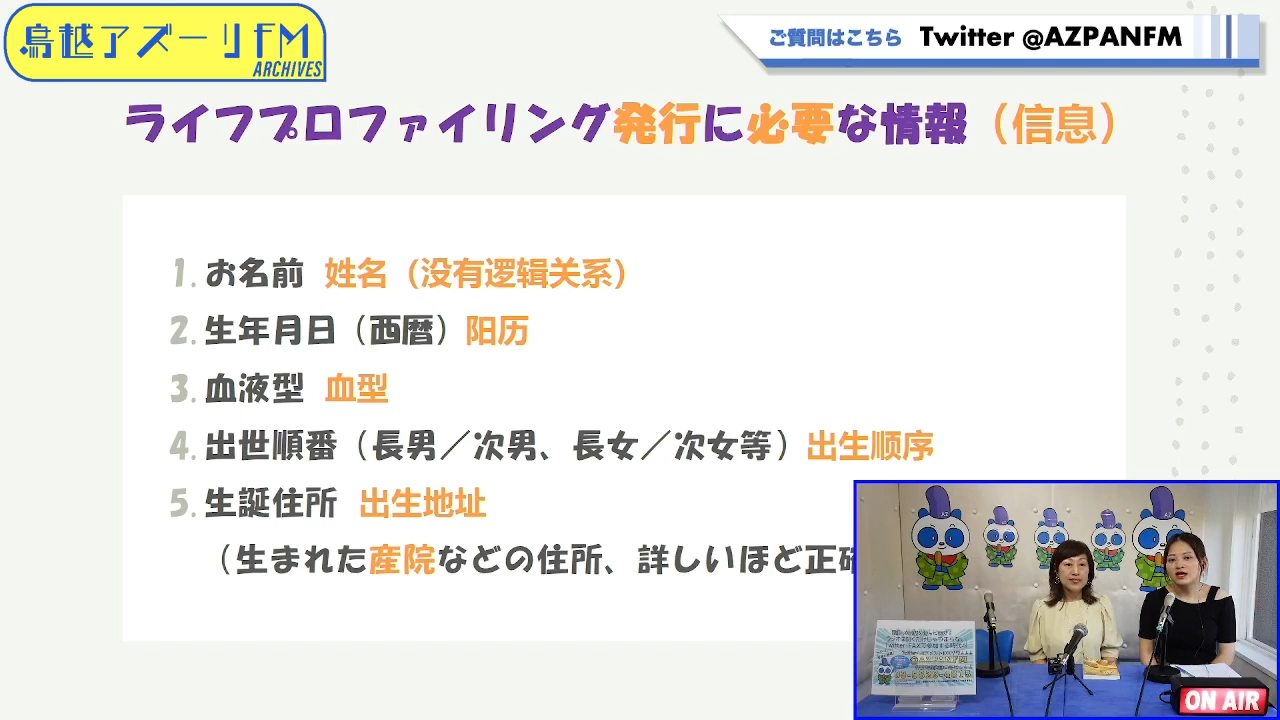 鳥越アズーリFM
ARCHIVES
ご質問はこちら Twitter @AZPANFM
ライフプロファイリング発行に必要な情報（信息）
1. お名前 姓名（没有逻辑关系）
2. 生年月日（西暦）阳历
3. 血液型 血型
4. 出世順番（長男／次男、長女／次女等）出生顺序
5. 生誕住所 出生地址
（生まれた産院などの住所、詳しいほど正確
AZ
ON AIR